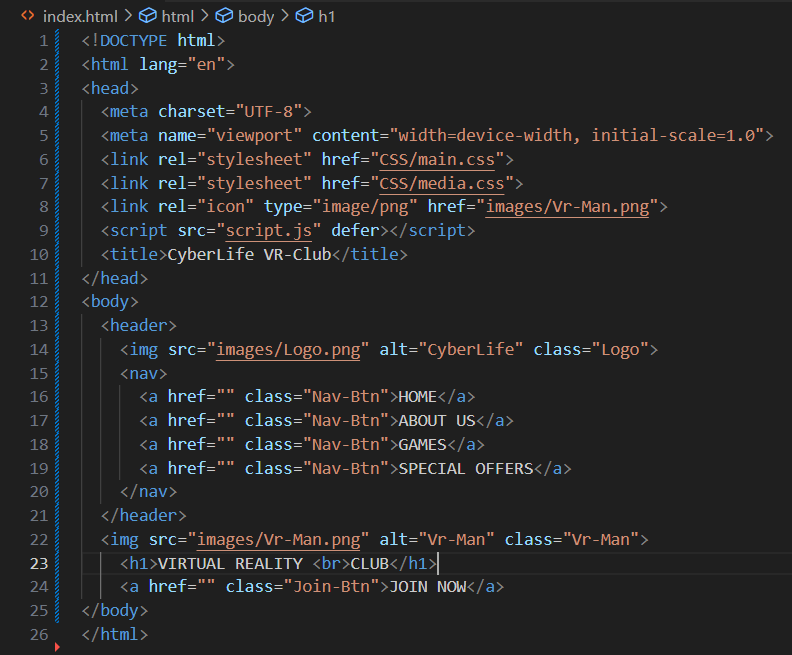 index.html > html > body > h1
1 <!DOCTYPE html>
2 <html lang="en">
3 <head>
4 <meta charset="UTF-8">
5 <meta name="viewport" content="width=device-width, initial-scale=1.0">
6 <link rel="stylesheet" href="CSS/main.css">
7 <link rel="stylesheet" href="CSS/media.css">
8 <link rel="icon" type="image/png" href="images/Vr-Man.png">
9 <script src="script.js" defer></script>
10 <title>CyberLife VR-Club</title>
11 </head>
12 <body>
13 <header>
14 <img src="images/Logo.png" alt="CyberLife" class="Logo">
15 <nav>
16 <a href="" class="Nav-Btn">HOME</a>
17 <a href="" class="Nav-Btn">ABOUT US</a>
18 <a href="" class="Nav-Btn">GAMES</a>
19 <a href="" class="Nav-Btn">SPECIAL OFFERS</a>
20 </nav>
21 </header>
22 <img src="images/Vr-Man.png" alt="Vr-Man" class="Vr-Man">
23 <h1>VIRTUAL REALITY <br>CLUB</h1>
24 <a href="" class="Join-Btn">JOIN NOW</a>
25 </body>
26 </html>